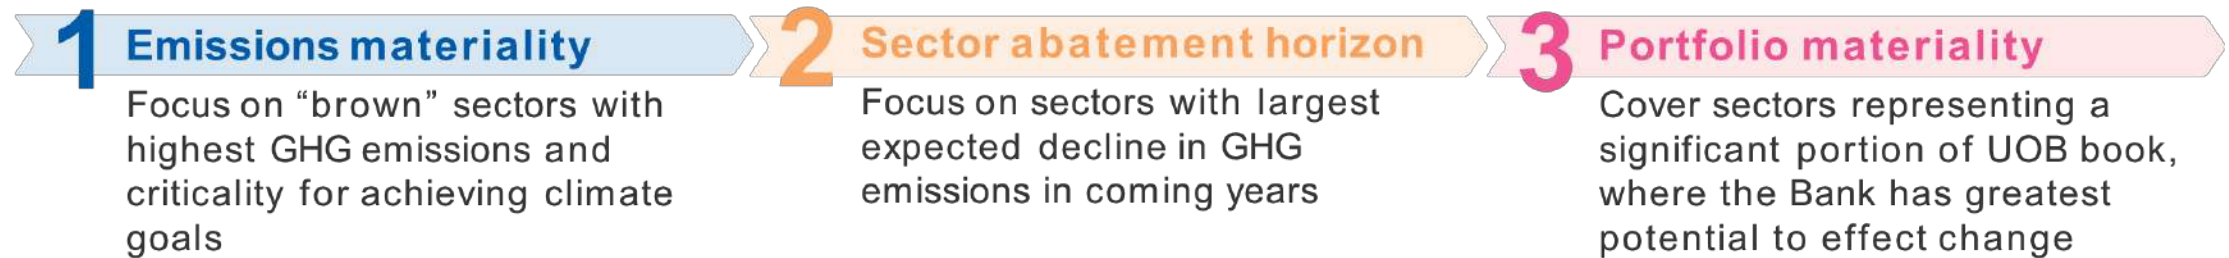 1 Emissions materiality
Focus on “brown” sectors with
highest GHG emissions and
criticality for achieving climate
goals
2 Sector abatement horizon
Focus on sectors with largest
expected decline in GHG
emissions in coming years
3 Portfolio materiality
Cover sectors representing a
significant portion of UOB book,
where the Bank has greatest
potential to effect change